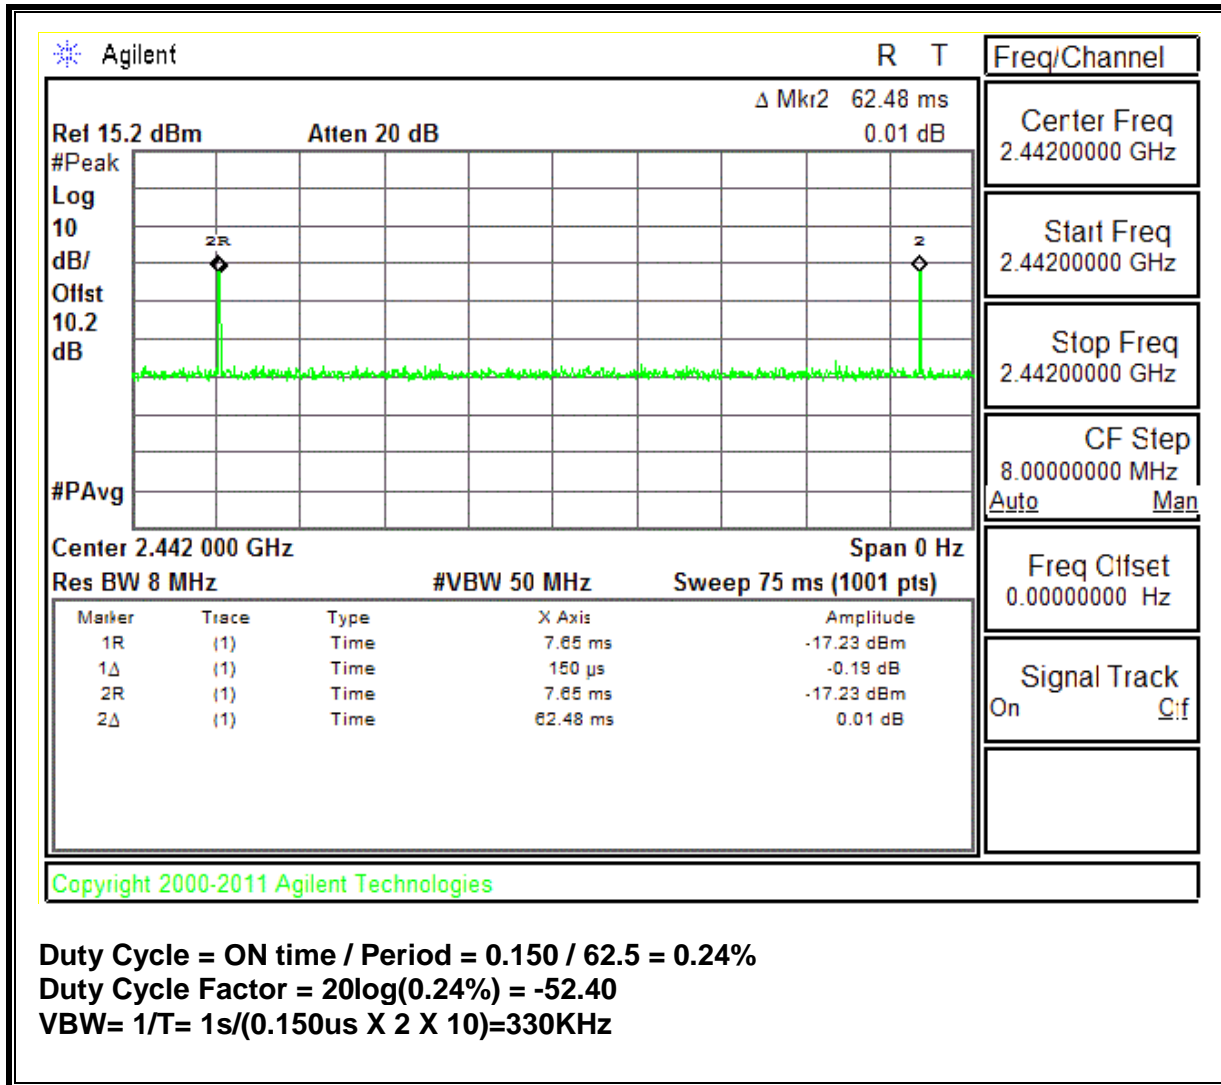 Agilent
R T
Freq/Channel
Δ Mkr2 62.48 ms
Ref 15.2 dBm Atten 20 dB 0.01 dB
#Peak
Log
10
dB/
Offst
10.2
dB
2R
2
#PAvg
Center 2.442 000 GHz Span 0 Hz
Res BW 8 MHz #VBW 50 MHz Sweep 75 ms (1001 pts)
Marker Trace Type X Axis Amplitude
1R (1) Time 7.65 ms -17.23 dBm
1Δ (1) Time 150 µs -0.19 dB
2R (1) Time 7.65 ms -17.23 dBm
2Δ (1) Time 62.48 ms 0.01 dB
Center Freq
2.44200000 GHz
Start Freq
2.44200000 GHz
Stop Freq
2.44200000 GHz
CF Step
8.00000000 MHz
Auto Man
Freq Offset
0.00000000 Hz
Signal Track
On Off
Copyright 2000-2011 Agilent Technologies
Duty Cycle = ON time / Period = 0.150 / 62.5 = 0.24%
Duty Cycle Factor = 20log(0.24%) = -52.40
VBW= 1/T= 1s/(0.150us X 2 X 10)=330KHz